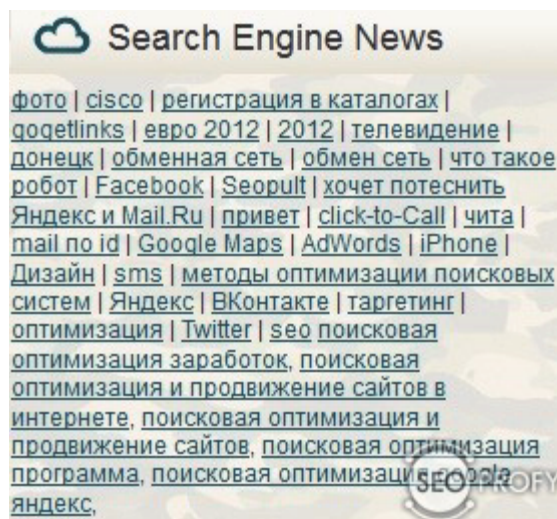 Search Engine News
фото | cisco | регистрация в каталогах |
gogetlinks | евро 2012 | 2012 | телевидение |
донецк | обменная сеть | обмен сеть | что такое
робот | Facebook | Seopult | хочет потеснить
Яндекс и Mail.Ru | привет | click-to-Call | чита |
mail по id | Google Maps | AdWords | iPhone |
Дизайн | sms | методы оптимизации поисковых
систем | Яндекс | ВКонтакте | таргетинг |
оптимизация | Twitter | seo поисковая
оптимизация заработок, поисковая
оптимизация и продвижение сайтов в
интернете, поисковая оптимизация и
продвижение сайтов, поисковая оптимизация
программа, поисковая оптимизация google
яндекс,
SEO PROFY